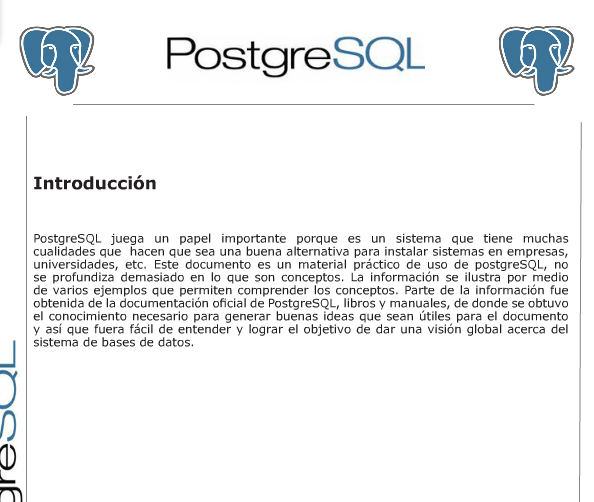 PostgreSQL
Introducción
PostgreSQL juega un papel importante porque es un sistema que tiene muchas
cualidades que hacen que sea una buena alternativa para instalar sistemas en empresas,
universidades, etc. Este documento es un material práctico de uso de postgreSQL, no
se profundiza demasiado en lo que son conceptos. La información se ilustra por medio
de varios ejemplos que permiten comprender los conceptos. Parte de la información fue
obtenida de la documentación oficial de PostgreSQL, libros y manuales, de donde se obtuvo
el conocimiento necesario para generar buenas ideas que sean útiles para el documento
y así que fuera fácil de entender y lograr el objetivo de dar una visión global acerca del
sistema de bases de datos.
greSQL